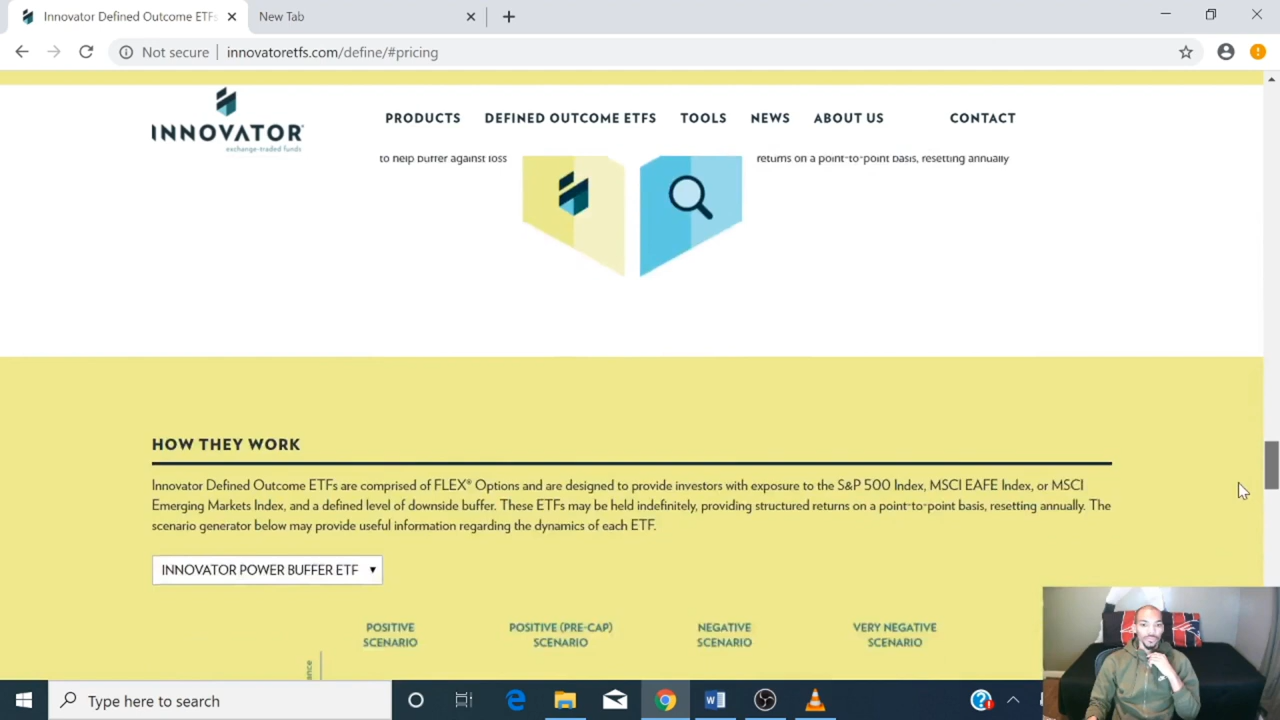 Innovator Defined Outcome ETFs
New Tab
Not secure
innovatoretfs.com/define/#pricing
INNOVATOR
exchange-traded funds
PRODUCTS
DEFINED OUTCOME ETFS
TOOLS
NEWS
ABOUT US
CONTACT
to help buffer against loss
returns on a point-to-point basis, resetting annually
HOW THEY WORK
Innovator Defined Outcome ETFs are comprised of FLEX® Options and are designed to provide investors with exposure to the S&P 500 Index, MSCI EAFE Index, or MSCI
Emerging Markets Index, and a defined level of downside buffer. These ETFs may be held indefinitely, providing structured returns on a point-to-point basis, resetting annually. The
scenario generator below may provide useful information regarding the dynamics of each ETF.
INNOVATOR POWER BUFFER ETF
POSITIVE
SCENARIO
POSITIVE (PRE-CAP)
SCENARIO
NEGATIVE
SCENARIO
VERY NEGATIVE
SCENARIO
Type here to search